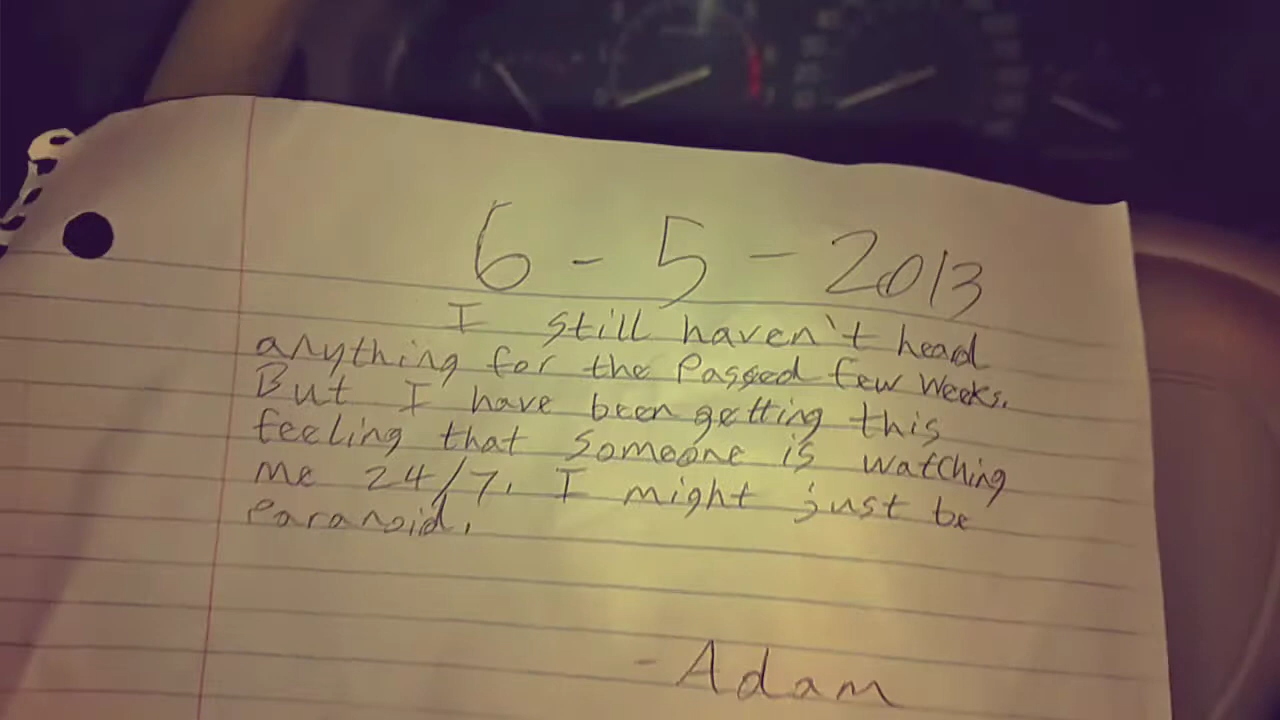 6-5-2013
I still haven't head
anything for the Passed few weeks.
But I have been getting this
feeling that someone is watching
me 24/7. I might just be
Paranoid.
- Adam